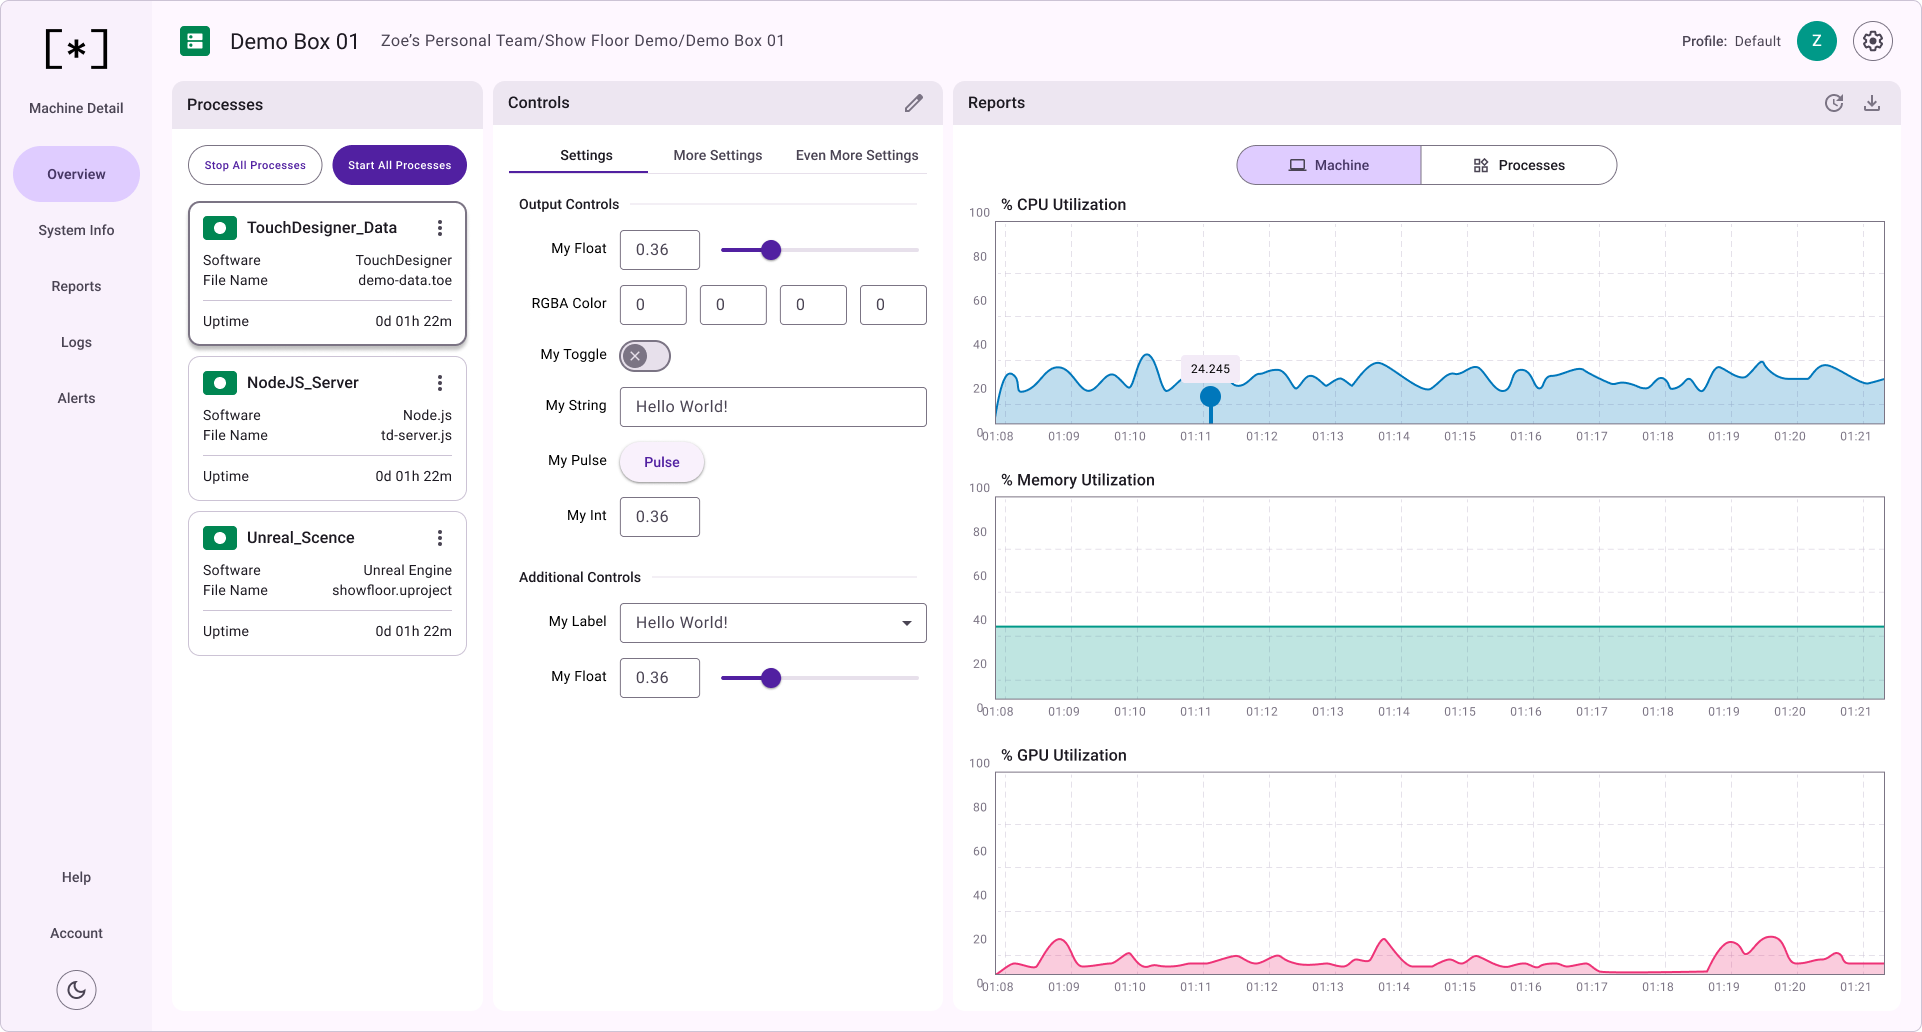 [*]
Machine Detail
Overview
System Info
Reports
Logs
Alerts
Help
Account
Demo Box 01
Zoe’s Personal Team/Show Floor Demo/Demo Box 01
Profile: Default
Z
Processes
Stop All Processes
Start All Processes
TouchDesigner_Data
Software TouchDesigner
File Name demo-data.toe
Uptime 0d 01h 22m
NodeJS_Server
Software Node.js
File Name td-server.js
Uptime 0d 01h 22m
Unreal_Scence
Software Unreal Engine
File Name showfloor.uproject
Uptime 0d 01h 22m
Controls
Settings More Settings Even More Settings
Output Controls
My Float 0.36
RGBA Color 0 0 0 0
My Toggle
My String Hello World!
My Pulse Pulse
My Int 0.36
Additional Controls
My Label Hello World!
My Float 0.36
Reports
Machine Processes
% CPU Utilization
100
80
60
40
20
0
24.245
01:08 01:09 01:10 01:11 01:12 01:13 01:14 01:15 01:16 01:17 01:18 01:19 01:20 01:21
% Memory Utilization
100
80
60
40
20
0
01:08 01:09 01:10 01:11 01:12 01:13 01:14 01:15 01:16 01:17 01:18 01:19 01:20 01:21
% GPU Utilization
100
80
60
40
20
0
01:08 01:09 01:10 01:11 01:12 01:13 01:14 01:15 01:16 01:17 01:18 01:19 01:20 01:21